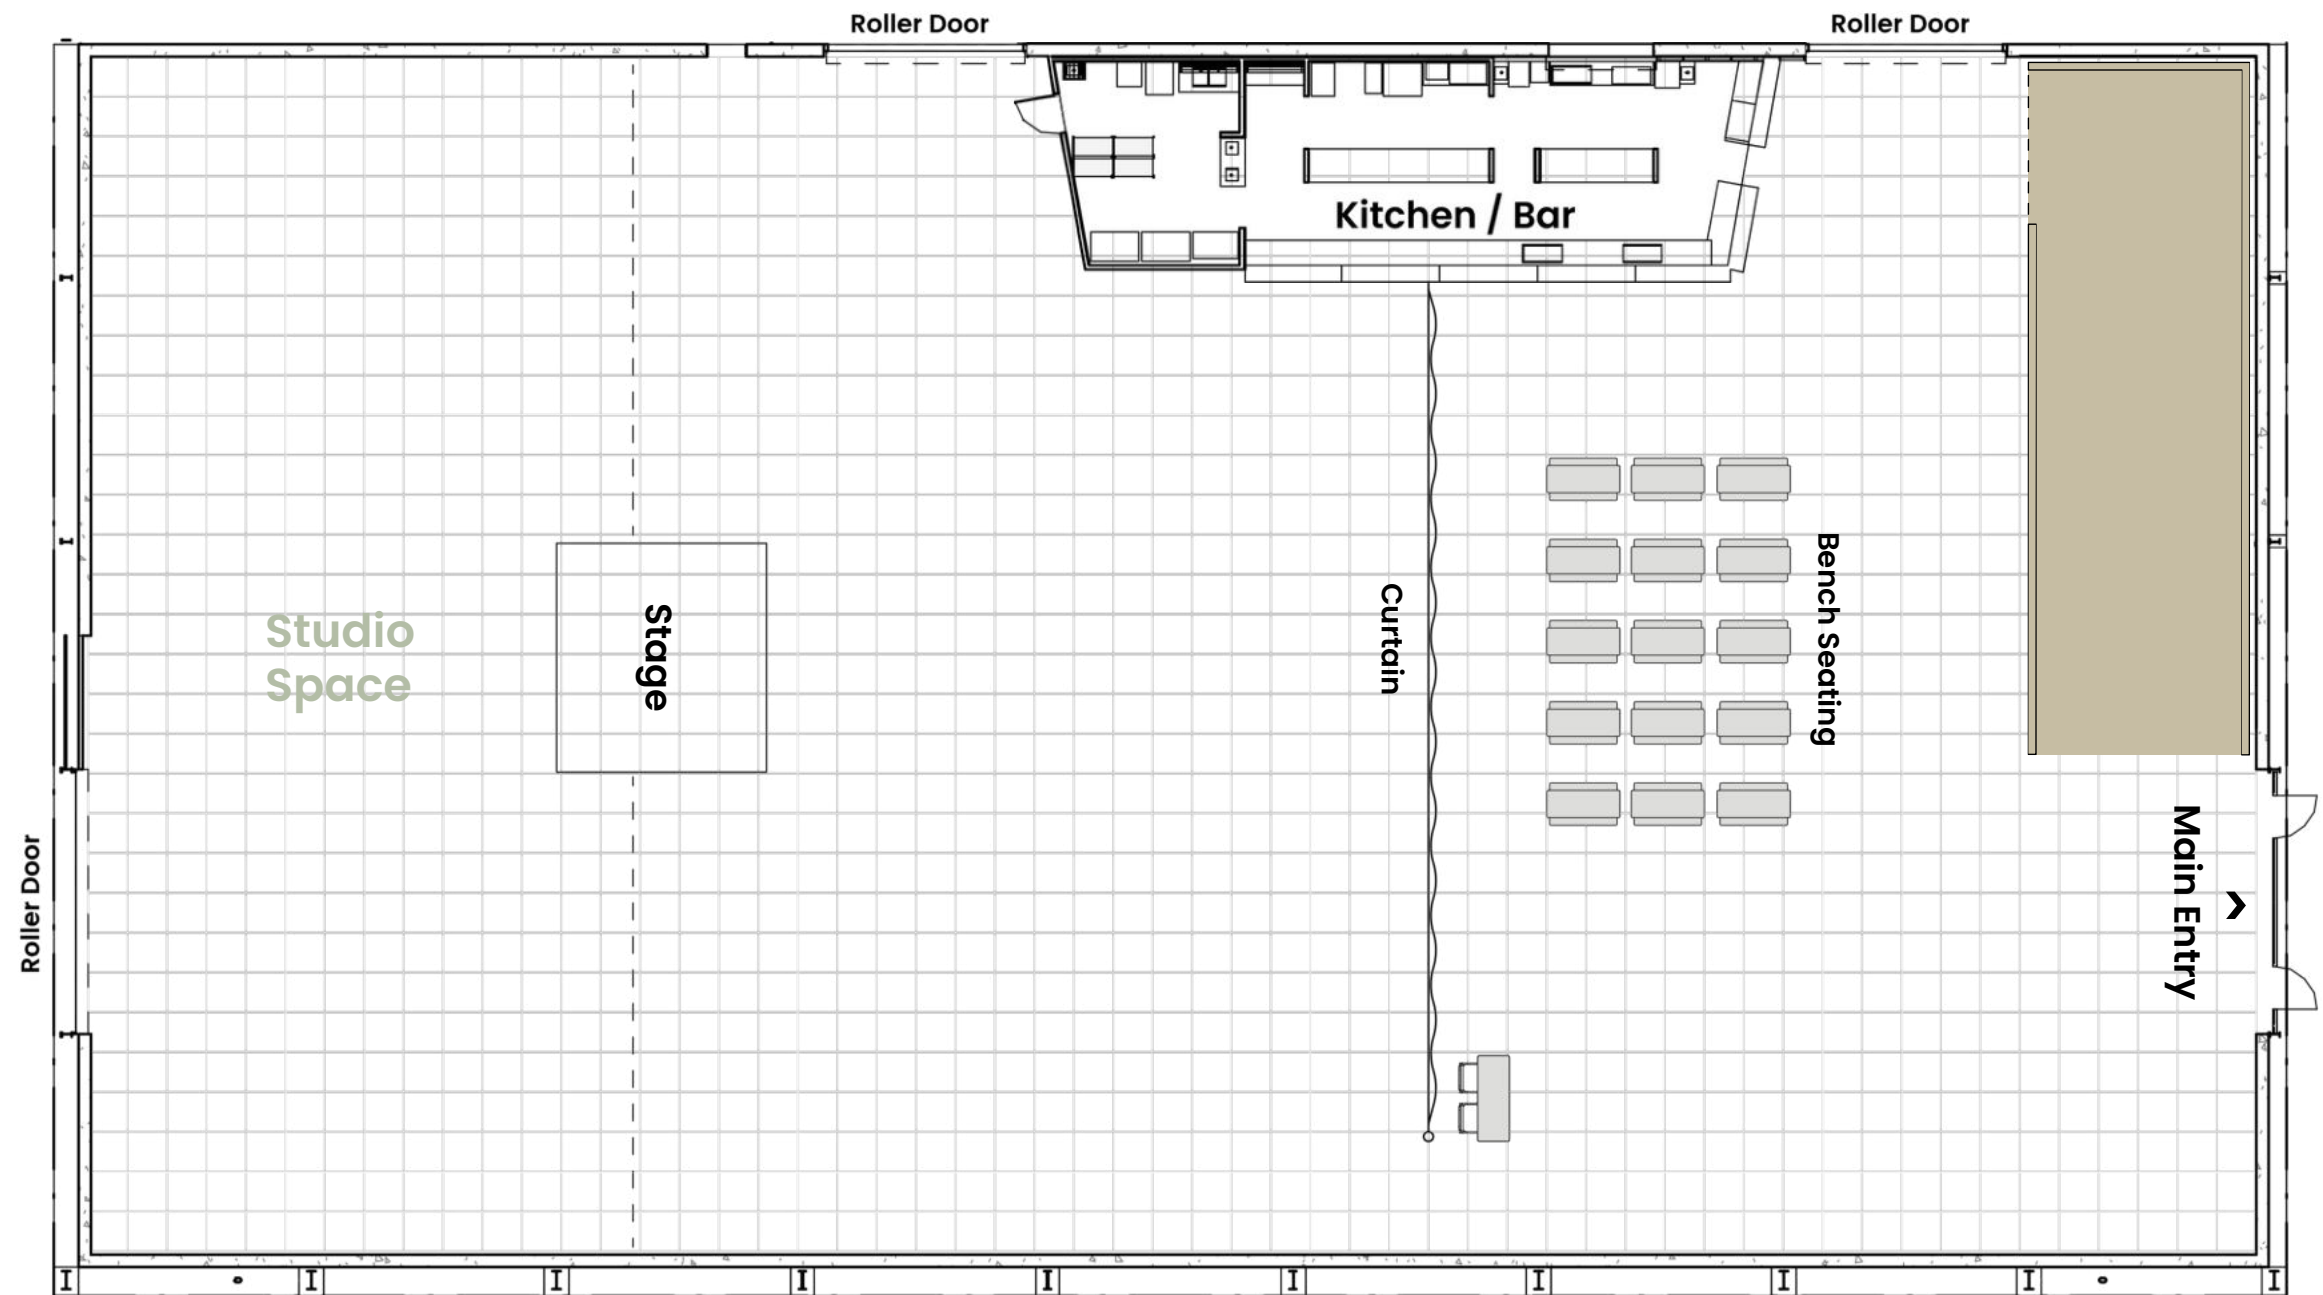 Roller Door
Roller Door
Kitchen / Bar
Studio
Space
Stage
Curtain
Bench Seating
Main Entry
Roller Door